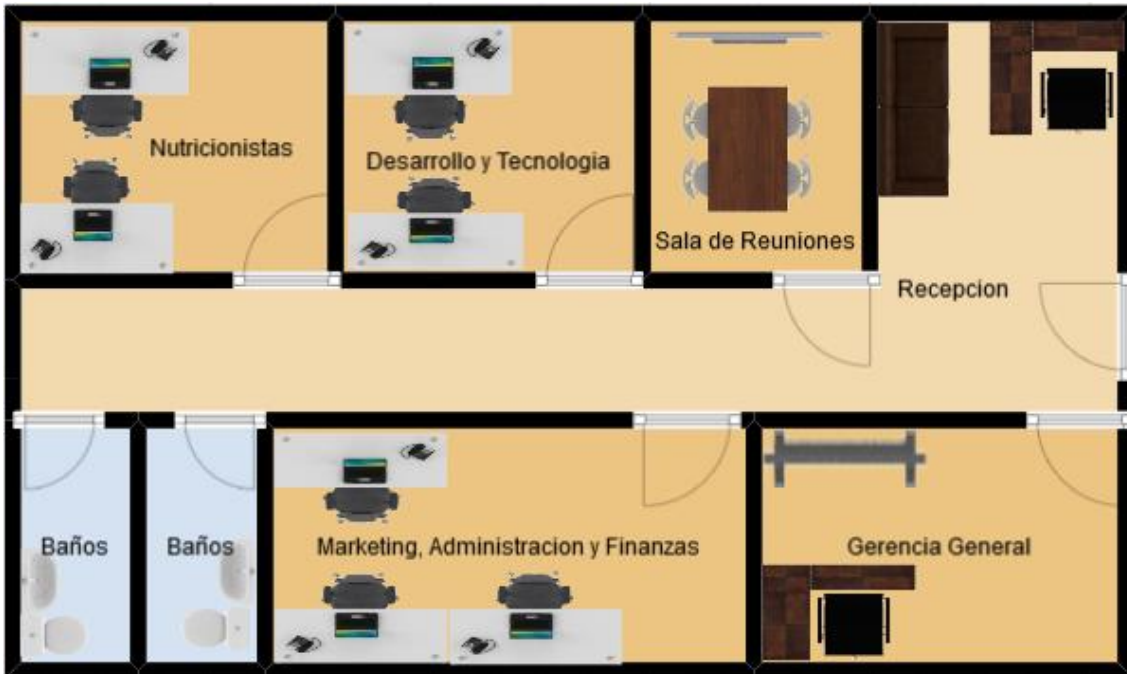 Nutricionistas
Desarrollo y Tecnologia
Sala de Reuniones
Recepcion
Baños
Baños
Marketing, Administracion y Finanzas
Gerencia General